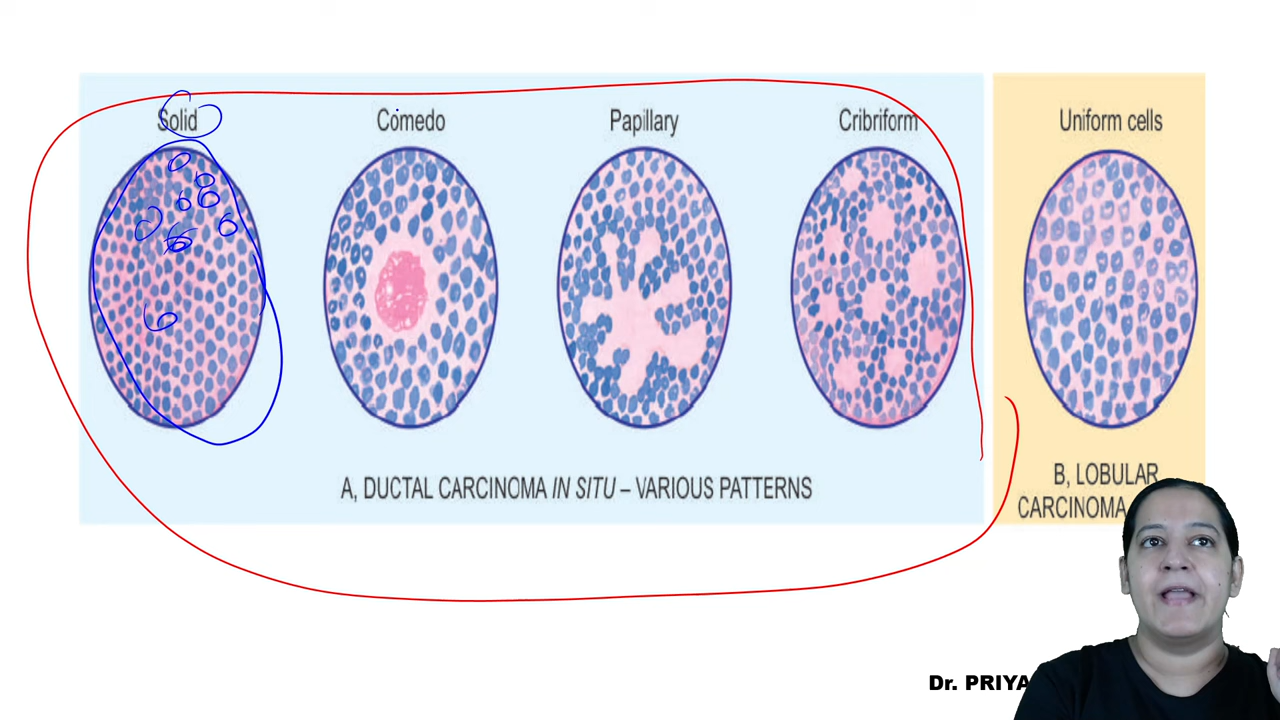 Solid
Comedo
Papillary
Cribriform
Uniform cells
A, DUCTAL CARCINOMA IN SITU – VARIOUS PATTERNS
B, LOBULAR
CARCINOMA
Dr. PRIYA